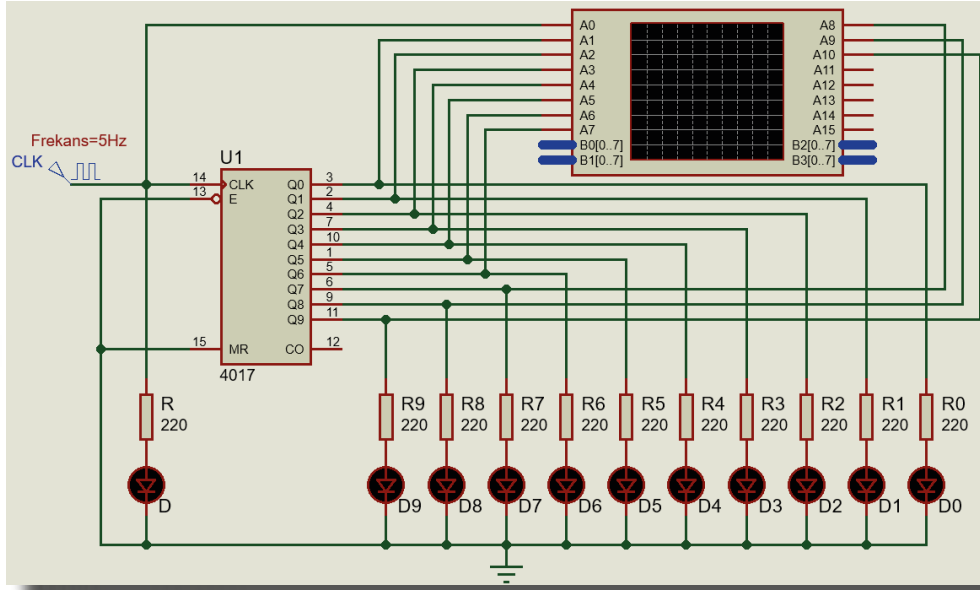 A0
A1
A2
A3
A4
A5
A6
A7
B0[0..7]
B1[0..7]
A8
A9
A10
A11
A12
A13
A14
A15
B2[0..7]
B3[0..7]
Frekans=5Hz
CLK
U1
14
13
15
CLK
E
MR
Q0
Q1
Q2
Q3
Q4
Q5
Q6
Q7
Q8
Q9
CO
3
2
4
7
10
1
5
6
9
11
12
4017
R
220
R9
220
R8
220
R7
220
R6
220
R5
220
R4
220
R3
220
R2
220
R1
220
R0
220
D
D9
D8
D7
D6
D5
D4
D3
D2
D1
D0